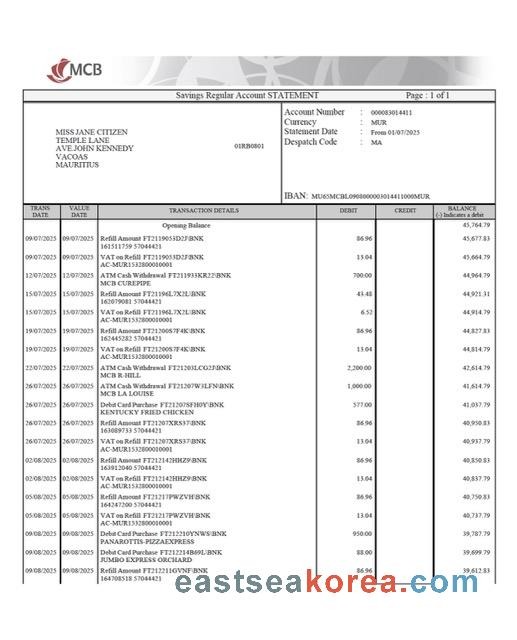 MCB
Savings Regular Account STATEMENT Page : 1 of 1
MISS JANE CITIZEN
TEMPLE LANE
AVE JOHN KENNEDY
VACOAS
MAURITIUS
01RB0801
Account Number : 000083014411
Currency : MUR
Statement Date : From 01/07/2025
Despatch Code : MA
IBAN: MU65MCBL0908000003014411000MUR
TRANS DATE VALUE DATE TRANSACTION DETAILS DEBIT CREDIT BALANCE (-) Indicates a debit
Opening Balance 45,764.79
09/07/2025 09/07/2025 Refill Amount FT2119053D2J\BNK 86.96 45,677.83
161511759 57044421
09/07/2025 09/07/2025 VAT on Refill FT2119053D2J\BNK 13.04 45,664.79
AC-MUR1532800010001
12/07/2025 12/07/2025 ATM Cash Withdrawal FT211933KR22\BNK 700.00 44,964.79
MCB CUREPIPE
15/07/2025 15/07/2025 Refill Amount FT21196L7X2L\BNK 43.48 44,921.31
162079081 57044421
15/07/2025 15/07/2025 VAT on Refill FT21196L7X2L\BNK 6.52 44,914.79
AC-MUR1532800010001
19/07/2025 19/07/2025 Refill Amount FT21200S7F4K\BNK 86.96 44,827.83
162445282 57044421
19/07/2025 19/07/2025 VAT on Refill FT21200S7F4K\BNK 13.04 44,814.79
AC-MUR1532800010001
22/07/2025 22/07/2025 ATM Cash Withdrawal FT21203LCG2J\BNK 2,200.00 42,614.79
MCB R-HILL
26/07/2025 26/07/2025 ATM Cash Withdrawal FT21207W3LFN\BNK 1,000.00 41,614.79
MCB LA LOUISE
26/07/2025 26/07/2025 Debit Card Purchase FT21207SFH0Y\BNK 577.00 41,037.79
KENTUCKY FRIED CHICKEN
26/07/2025 26/07/2025 Refill Amount FT21207XRS37\BNK 86.96 40,950.83
163089733 57044421
26/07/2025 26/07/2025 VAT on Refill FT21207XRS37\BNK 13.04 40,937.79
AC-MUR1532800010001
02/08/2025 02/08/2025 Refill Amount FT212142HHZ9\BNK 86.96 40,850.83
163912040 57044421
02/08/2025 02/08/2025 VAT on Refill FT212142HHZ9\BNK 13.04 40,837.79
AC-MUR1532800010001
05/08/2025 05/08/2025 Refill Amount FT21217PWZVH\BNK 86.96 40,750.83
164247200 57044421
05/08/2025 05/08/2025 VAT on Refill FT21217PWZVH\BNK 13.04 40,737.79
AC-MUR1532800010001
09/08/2025 09/08/2025 Debit Card Purchase FT212210YNWS\BNK 950.00 39,787.79
PANAROTTIS-PIZZAEXPRESS
09/08/2025 09/08/2025 Debit Card Purchase FT212214B69L\BNK 88.00 39,699.79
JUMBO EXPRESS ORCHARD
09/08/2025 09/08/2025 Refill Amount FT212211GVNF\BNK 86.96 39,612.83
164708518 57044421
eastseakorea.com